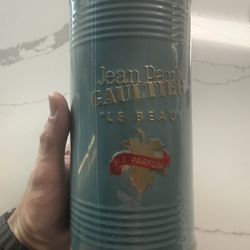 Jean Paul
GAULTIER
"LE BEAU"
LE PARFUM